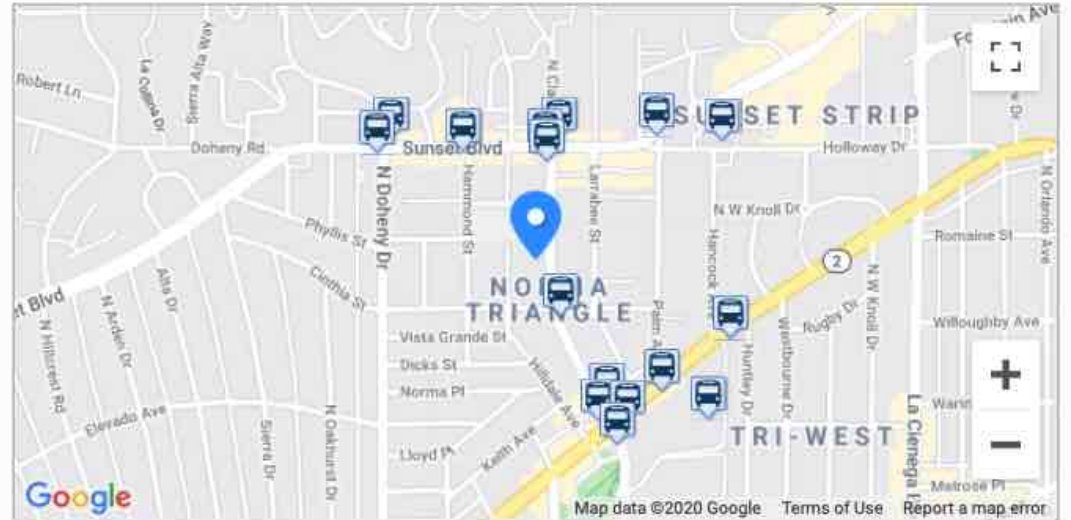 Robert Ln
La Collina Dr
Sierra Alta Way
N Cla
SUNSET STRIP
Doheny Rd
Sunset Blvd
Holloway Dr
N Doheny Dr
Hammond St
Larrabee St
N W Knoll Dr
Hancock Ave
N Orlando Ave
Phyllis St
Romaine St
2
Cinthia St
et Blvd
Alta Dr
N Arden Dr
N Hillcrest Rd
NORMA
TRIANGLE
Palm A
Rugby Dr
N W Knoll Dr
Westbourne Dr
Willoughby Ave
Vista Grande St
Dicks St
Norma Pl
Hilldale Ave
Huntley Dr
Elevado Ave
N Oakhurst Dr
Sierra Dr
Lloyd Pl
Keith Ave
TRI-WEST
La Cienega
Melrose Pl
+
−
Google
Map data ©2020 Google
Terms of Use
Report a map error